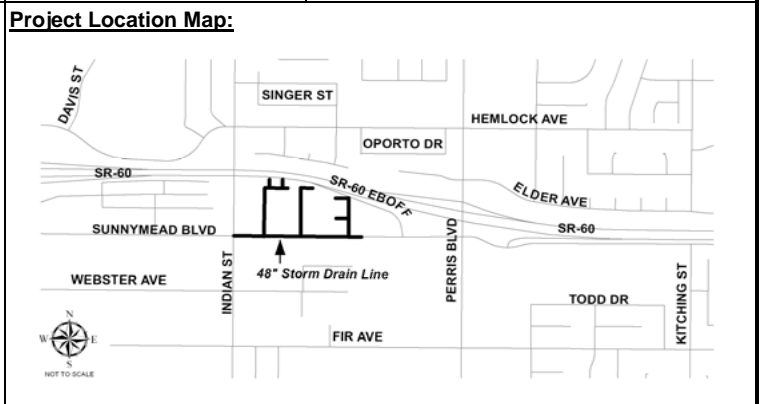 Project Location Map:
DAVIS ST
SINGER ST
HEMLOCK AVE
OPORTO DR
SR-60
SR-60 EBOFF
ELDER AVE
SUNNYMEAD BLVD
SR-60
48" Storm Drain Line
WEBSTER AVE
INDIAN ST
PERRIS BLVD
TODD DR
KITCHING ST
FIR AVE
N
W E
S
NOT TO SCALE